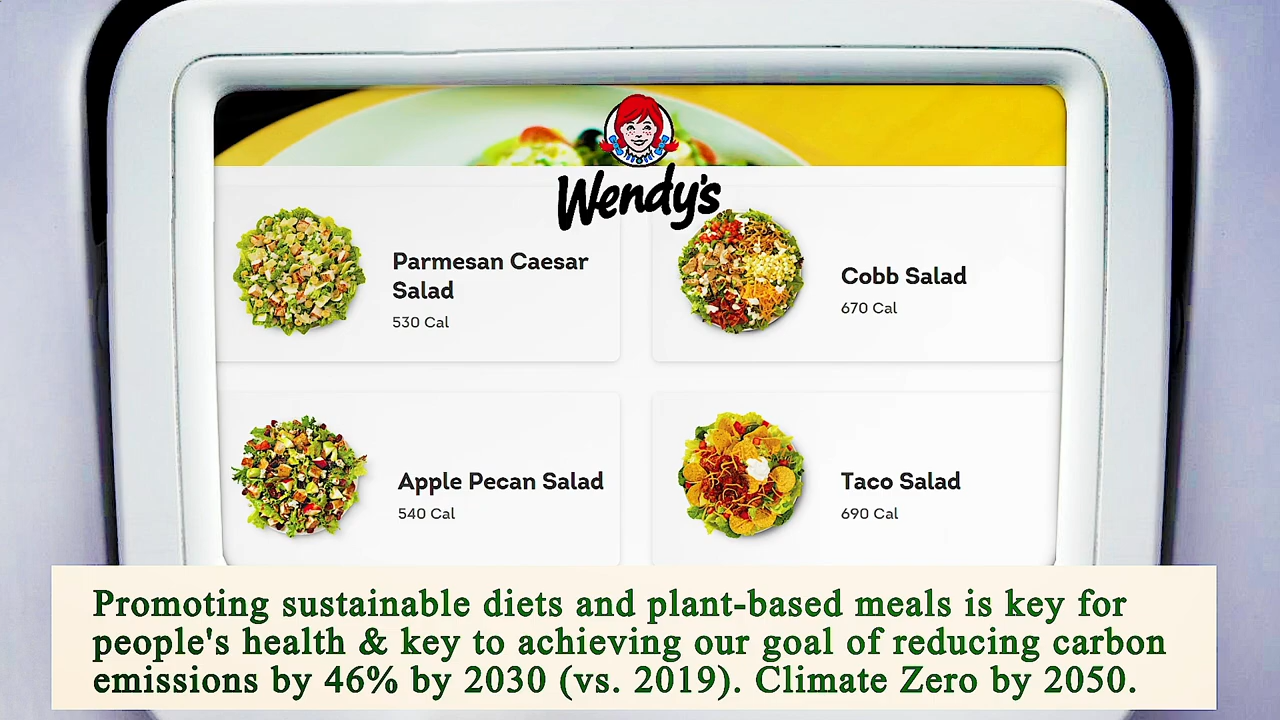 Wendy's
Parmesan Caesar
Salad
530 Cal
Cobb Salad
670 Cal
Apple Pecan Salad
540 Cal
Taco Salad
690 Cal
Promoting sustainable diets and plant-based meals is key for
people's health & key to achieving our goal of reducing carbon
emissions by 46% by 2030 (vs. 2019). Climate Zero by 2050.